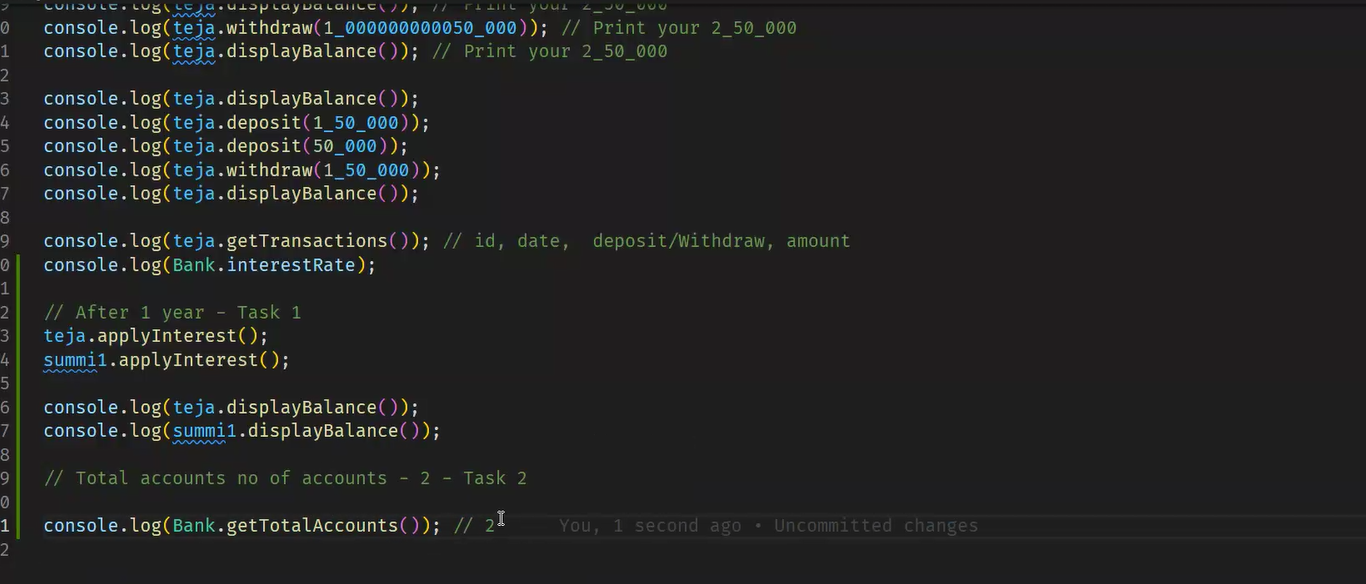 9 console.log(teja.displayBalance()); // Print your 2_50_000
0 console.log(teja.withdraw(1_000000000050_000)); // Print your 2_50_000
1 console.log(teja.displayBalance()); // Print your 2_50_000
2
3 console.log(teja.displayBalance());
4 console.log(teja.deposit(1_50_000));
5 console.log(teja.deposit(50_000));
6 console.log(teja.withdraw(1_50_000));
7 console.log(teja.displayBalance());
8
9 console.log(teja.getTransactions()); // id, date,  deposit/Withdraw, amount
0 console.log(Bank.interestRate);
1
2 // After 1 year - Task 1
3 teja.applyInterest();
4 summi1.applyInterest();
5
6 console.log(teja.displayBalance());
7 console.log(summi1.displayBalance());
8
9 // Total accounts no of accounts - 2 - Task 2
0
1 console.log(Bank.getTotalAccounts()); // 2 You, 1 second ago • Uncommitted changes
2